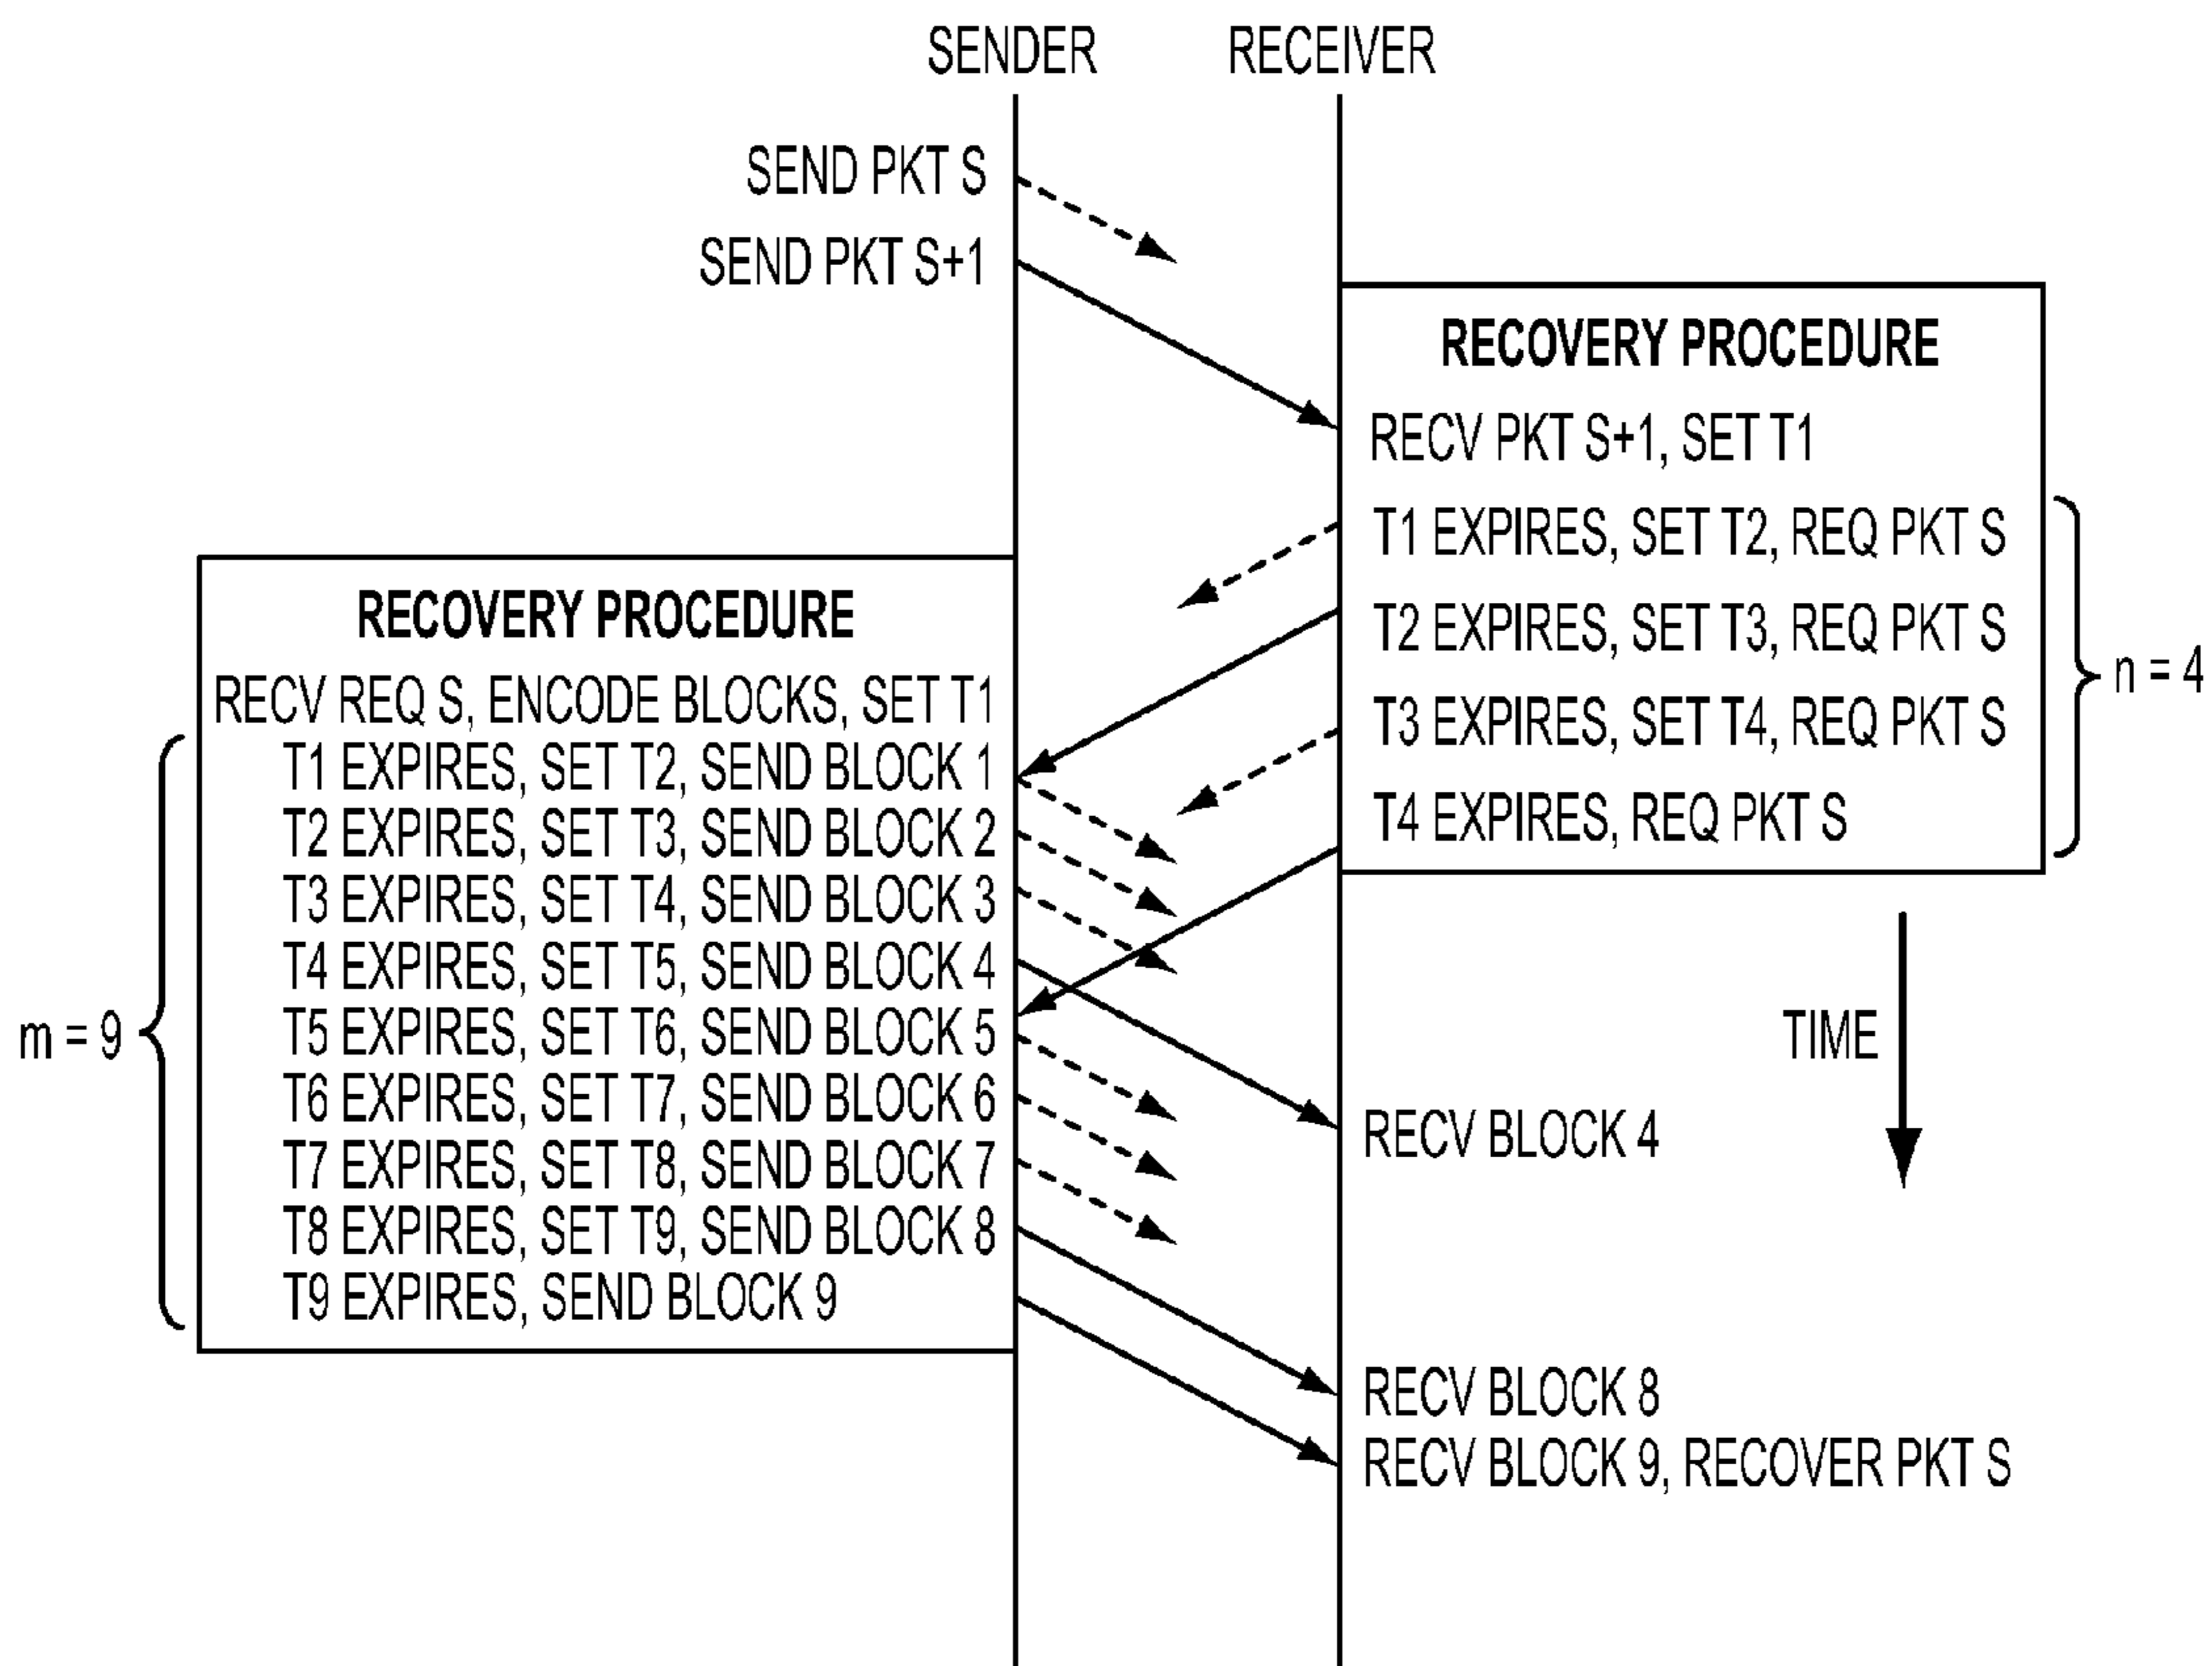 SENDER
RECEIVER
SEND PKT S
SEND PKT S+1
RECOVERY PROCEDURE
RECV PKT S+1, SET T1
T1 EXPIRES, SET T2, REQ PKT S
T2 EXPIRES, SET T3, REQ PKT S
T3 EXPIRES, SET T4, REQ PKT S
T4 EXPIRES, REQ PKT S
n = 4
RECOVERY PROCEDURE
RECV REQ S, ENCODE BLOCKS, SET T1
T1 EXPIRES, SET T2, SEND BLOCK 1
T2 EXPIRES, SET T3, SEND BLOCK 2
T3 EXPIRES, SET T4, SEND BLOCK 3
T4 EXPIRES, SET T5, SEND BLOCK 4
T5 EXPIRES, SET T6, SEND BLOCK 5
T6 EXPIRES, SET T7, SEND BLOCK 6
T7 EXPIRES, SET T8, SEND BLOCK 7
T8 EXPIRES, SET T9, SEND BLOCK 8
T9 EXPIRES, SEND BLOCK 9
m = 9
TIME
RECV BLOCK 4
RECV BLOCK 8
RECV BLOCK 9, RECOVER PKT S